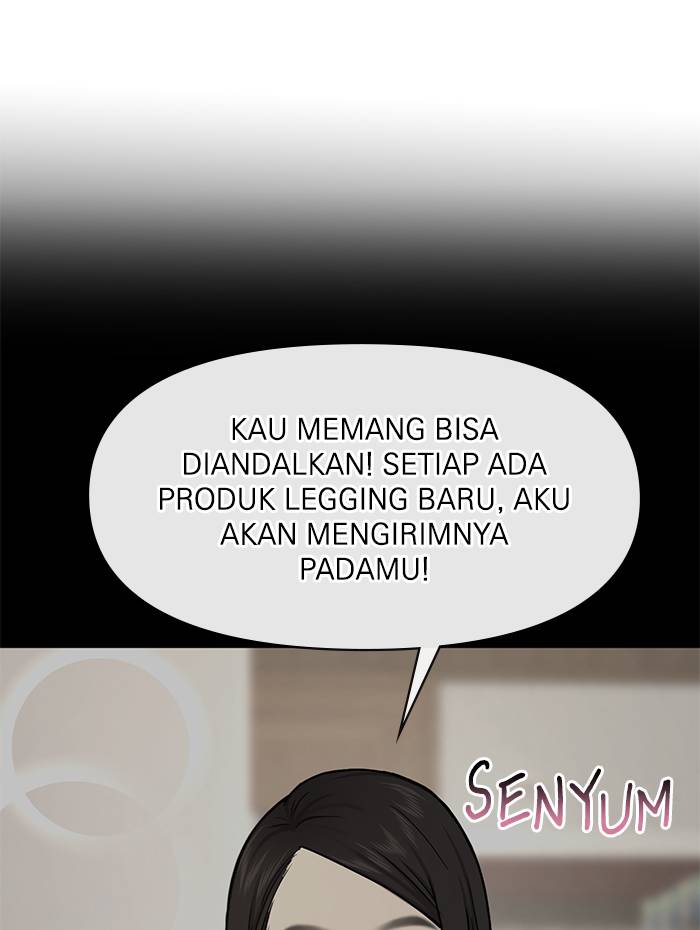 KAU MEMANG BISA
DIANDALKAN! SETIAP ADA
PRODUK LEGGING BARU, AKU
AKAN MENGIRIMNYA
PADAMU!
SENYUM